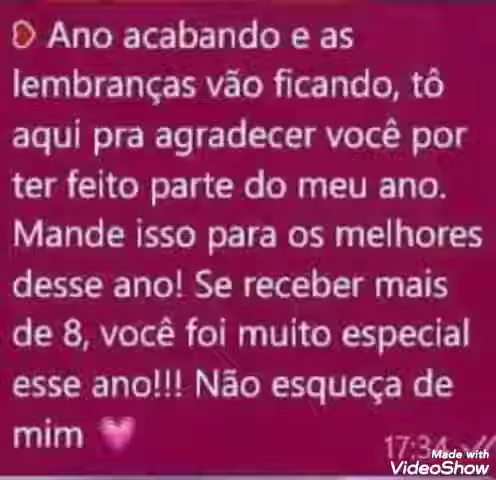 Ano acabando e as
lembranças vão ficando, tô
aqui pra agradecer você por
ter feito parte do meu ano.
Mande isso para os melhores
desse ano! Se receber mais
de 8, você foi muito especial
esse ano!!! Não esqueça de
mim 💗
17:34
Made with
VideoShow